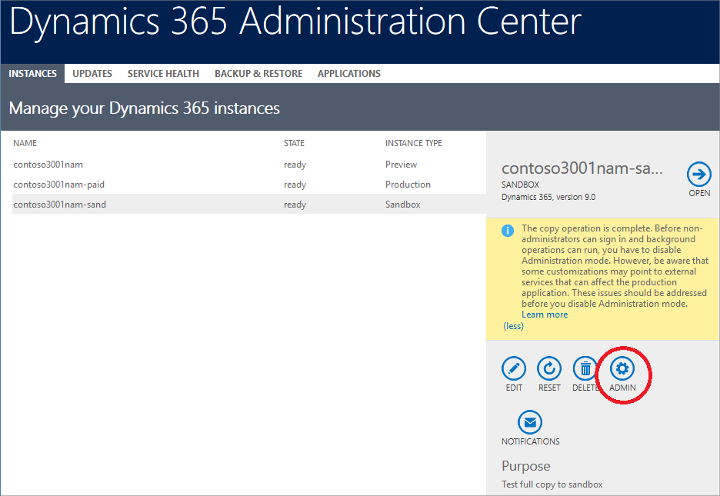 Dynamics 365 Administration Center
INSTANCES UPDATES SERVICE HEALTH BACKUP & RESTORE APPLICATIONS
Manage your Dynamics 365 instances
NAME STATE INSTANCE TYPE
contoso3001nam ready Preview
contoso3001nam-paid ready Production
contoso3001nam-sand ready Sandbox
contoso3001nam-sa...
SANDBOX
Dynamics 365, version 9.0
OPEN
The copy operation is complete. Before non-
administrators can sign in and background
operations can run, you have to disable
Administration mode. However, be aware that
some customizations may point to external
services that can affect the production
application. These issues should be addressed
before you disable Administration mode.
Learn more
(less)
EDIT RESET DELETE ADMIN
NOTIFICATIONS
Purpose
Test full copy to sandbox